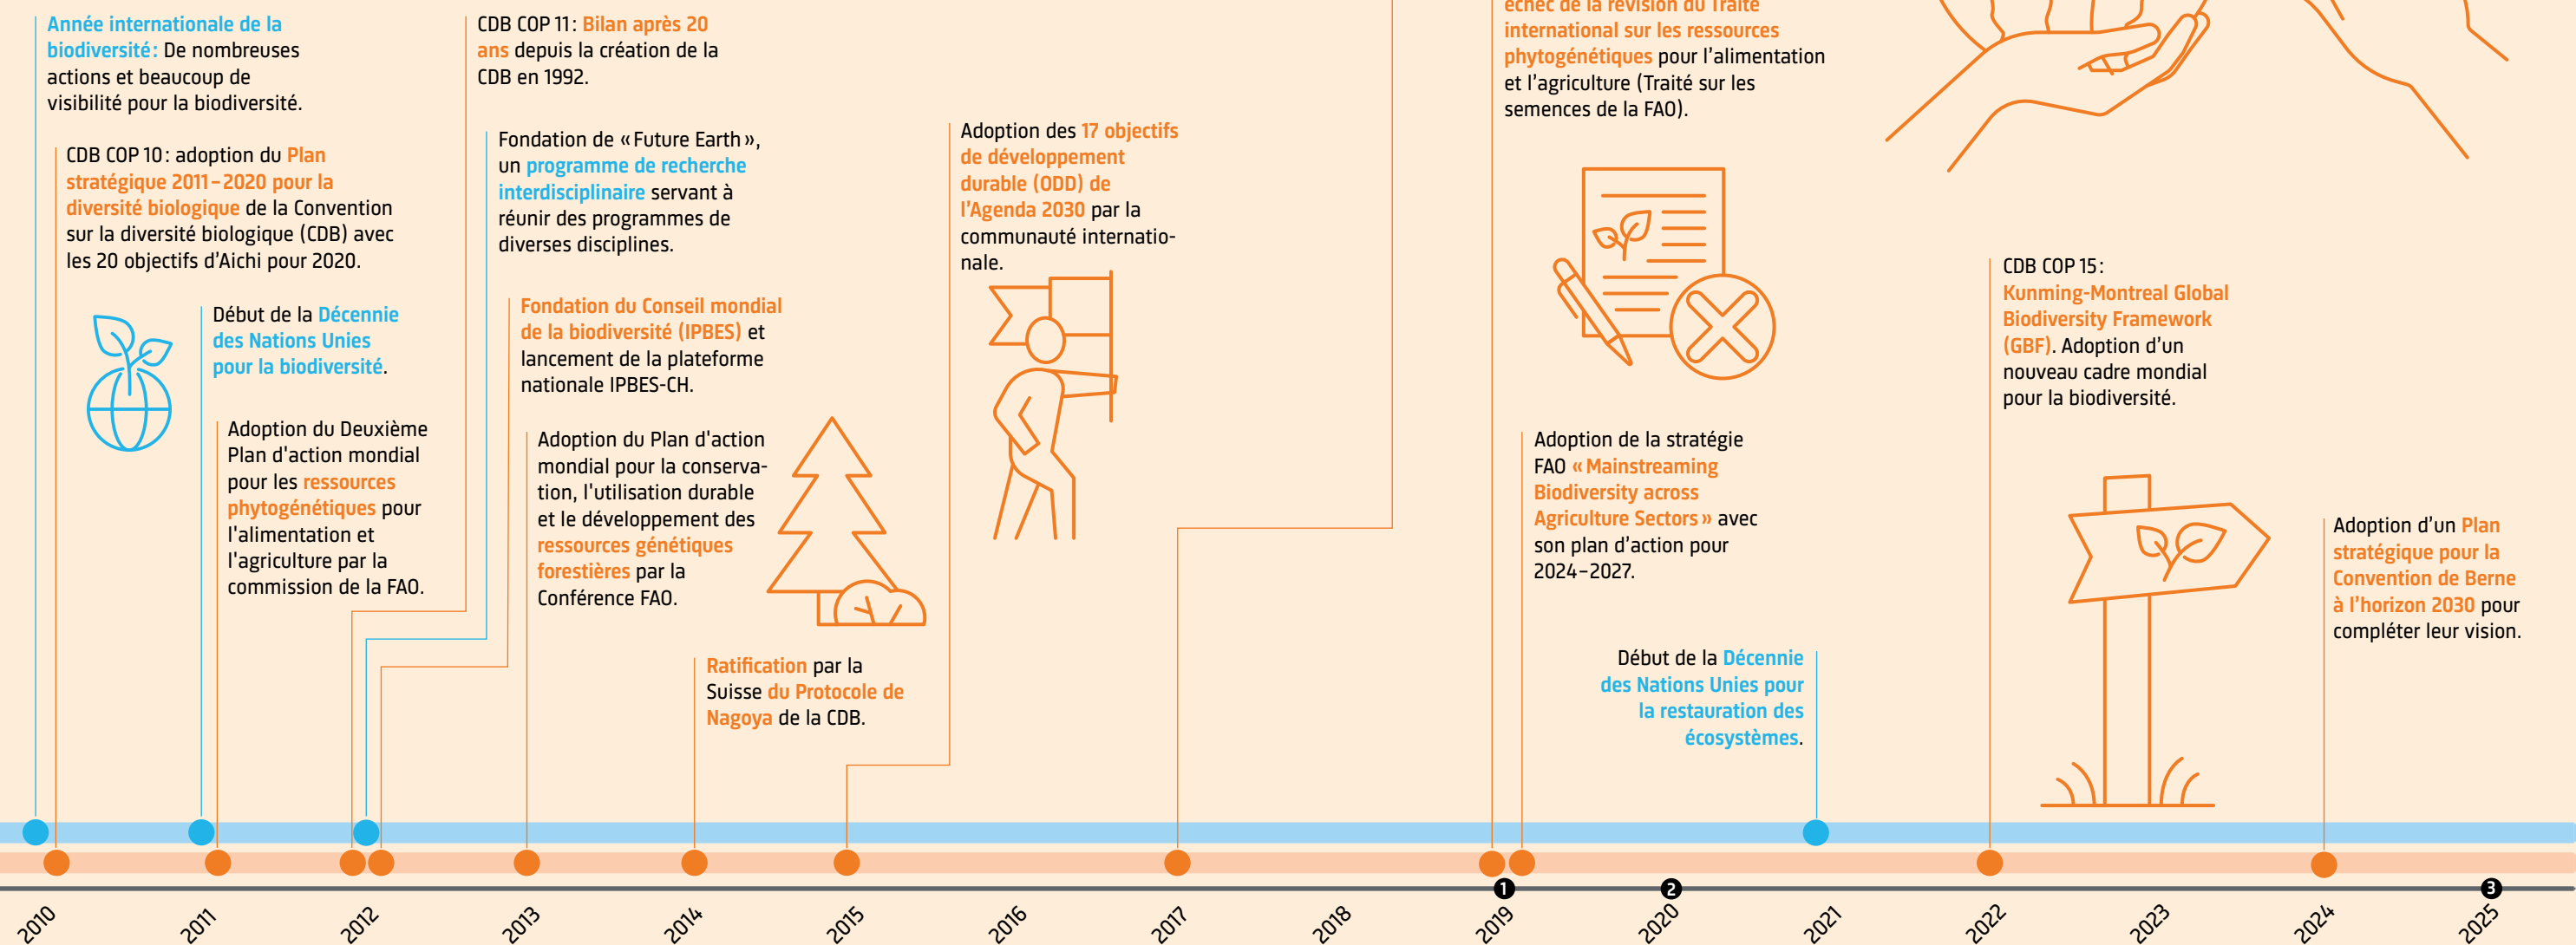 Année internationale de la
biodiversité : De nombreuses
actions et beaucoup de
visibilité pour la biodiversité.
CDB COP 10 : adoption du Plan
stratégique 2011–2020 pour la
diversité biologique de la Convention
sur la diversité biologique (CDB) avec
les 20 objectifs d’Aichi pour 2020.
Début de la Décennie
des Nations Unies
pour la biodiversité.
Adoption du Deuxième
Plan d'action mondial
pour les ressources
phytogénétiques pour
l'alimentation et
l'agriculture par la
commission de la FAO.
CDB COP 11 : Bilan après 20
ans depuis la création de la
CDB en 1992.
Fondation de « Future Earth »,
un programme de recherche
interdisciplinaire servant à
réunir des programmes de
diverses disciplines.
Fondation du Conseil mondial
de la biodiversité (IPBES) et
lancement de la plateforme
nationale IPBES-CH.
Adoption du Plan d'action
mondial pour la conserva-
tion, l'utilisation durable
et le développement des
ressources génétiques
forestières par la
Conférence FAO.
Ratification par la
Suisse du Protocole de
Nagoya de la CDB.
Adoption des 17 objectifs
de développement
durable (ODD) de
l’Agenda 2030 par la
communauté internatio-
nale.
échec de la révision du Traité
international sur les ressources
phytogénétiques pour l’alimentation
et l’agriculture (Traité sur les
semences de la FAO).
Adoption de la stratégie
FAO « Mainstreaming
Biodiversity across
Agriculture Sectors » avec
son plan d’action pour
2024–2027.
Début de la Décennie
des Nations Unies pour
la restauration des
écosystèmes.
CDB COP 15 :
Kunming-Montreal Global
Biodiversity Framework
(GBF). Adoption d’un
nouveau cadre mondial
pour la biodiversité.
Adoption d’un Plan
stratégique pour la
Convention de Berne
à l’horizon 2030 pour
compléter leur vision.
1 2 3
2010 2011 2012 2013 2014 2015 2016 2017 2018 2019 2020 2021 2022 2023 2024 2025